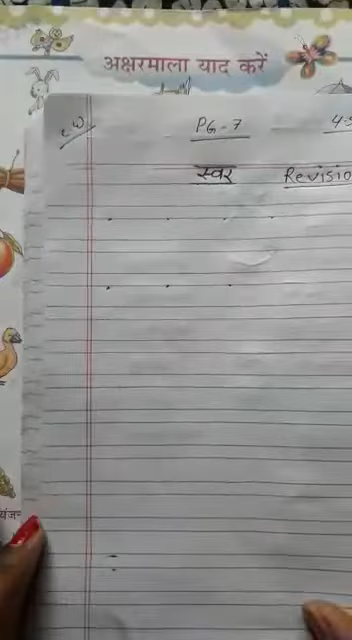 अक्षरमाला याद करें
C.W
PG-7
स्वर Revisio